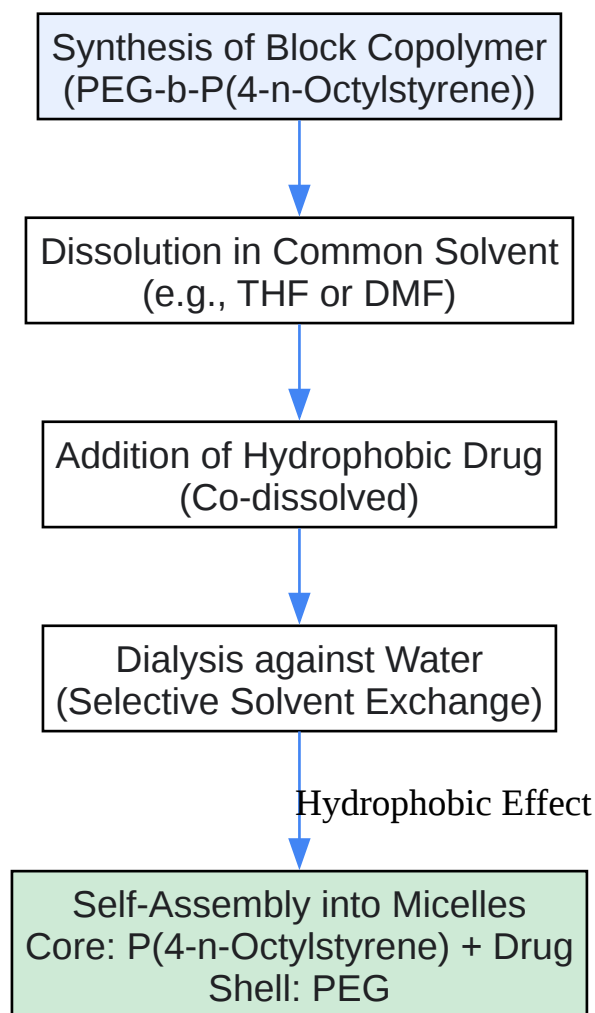 Synthesis of Block Copolymer
(PEG-b-P(4-n-Octylstyrene))
Dissolution in Common Solvent
(e.g., THF or DMF)
Addition of Hydrophobic Drug
(Co-dissolved)
Dialysis against Water
(Selective Solvent Exchange)
Hydrophobic Effect
Self-Assembly into Micelles
Core: P(4-n-Octylstyrene) + Drug
Shell: PEG